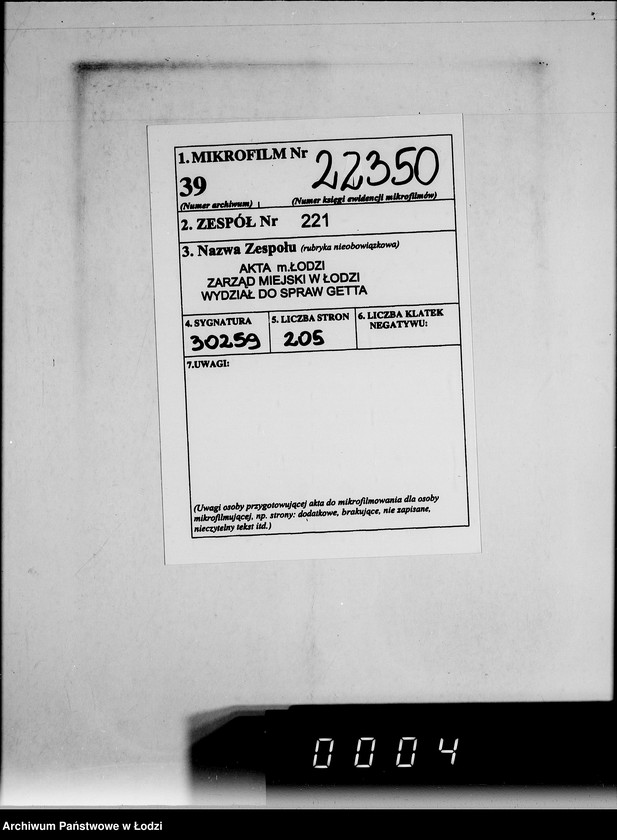 1. MIKROFILM Nr 22350
39
(Numer archiwum) (Numer księgi ewidencji mikrofilmów)
2. ZESPÓŁ Nr 221
3. Nazwa Zespołu (rubryka nieobowiązkowa)
AKTA m.ŁODZI
ZARZĄD MIEJSKI W ŁODZI
WYDZIAŁ DO SPRAW GETTA
4. SYGNATURA 5. LICZBA STRON 6. LICZBA KLATEK
NEGATYWU:
30259 205
7.UWAGI:
(Uwagi osoby przygotowującej akta do mikrofilmowania dla osoby
mikrofilmującej, np. strony: dodatkowe, brakujące, nie zapisane,
nieczytelny tekst itd.)
0004
Archiwum Państwowe w Łodzi